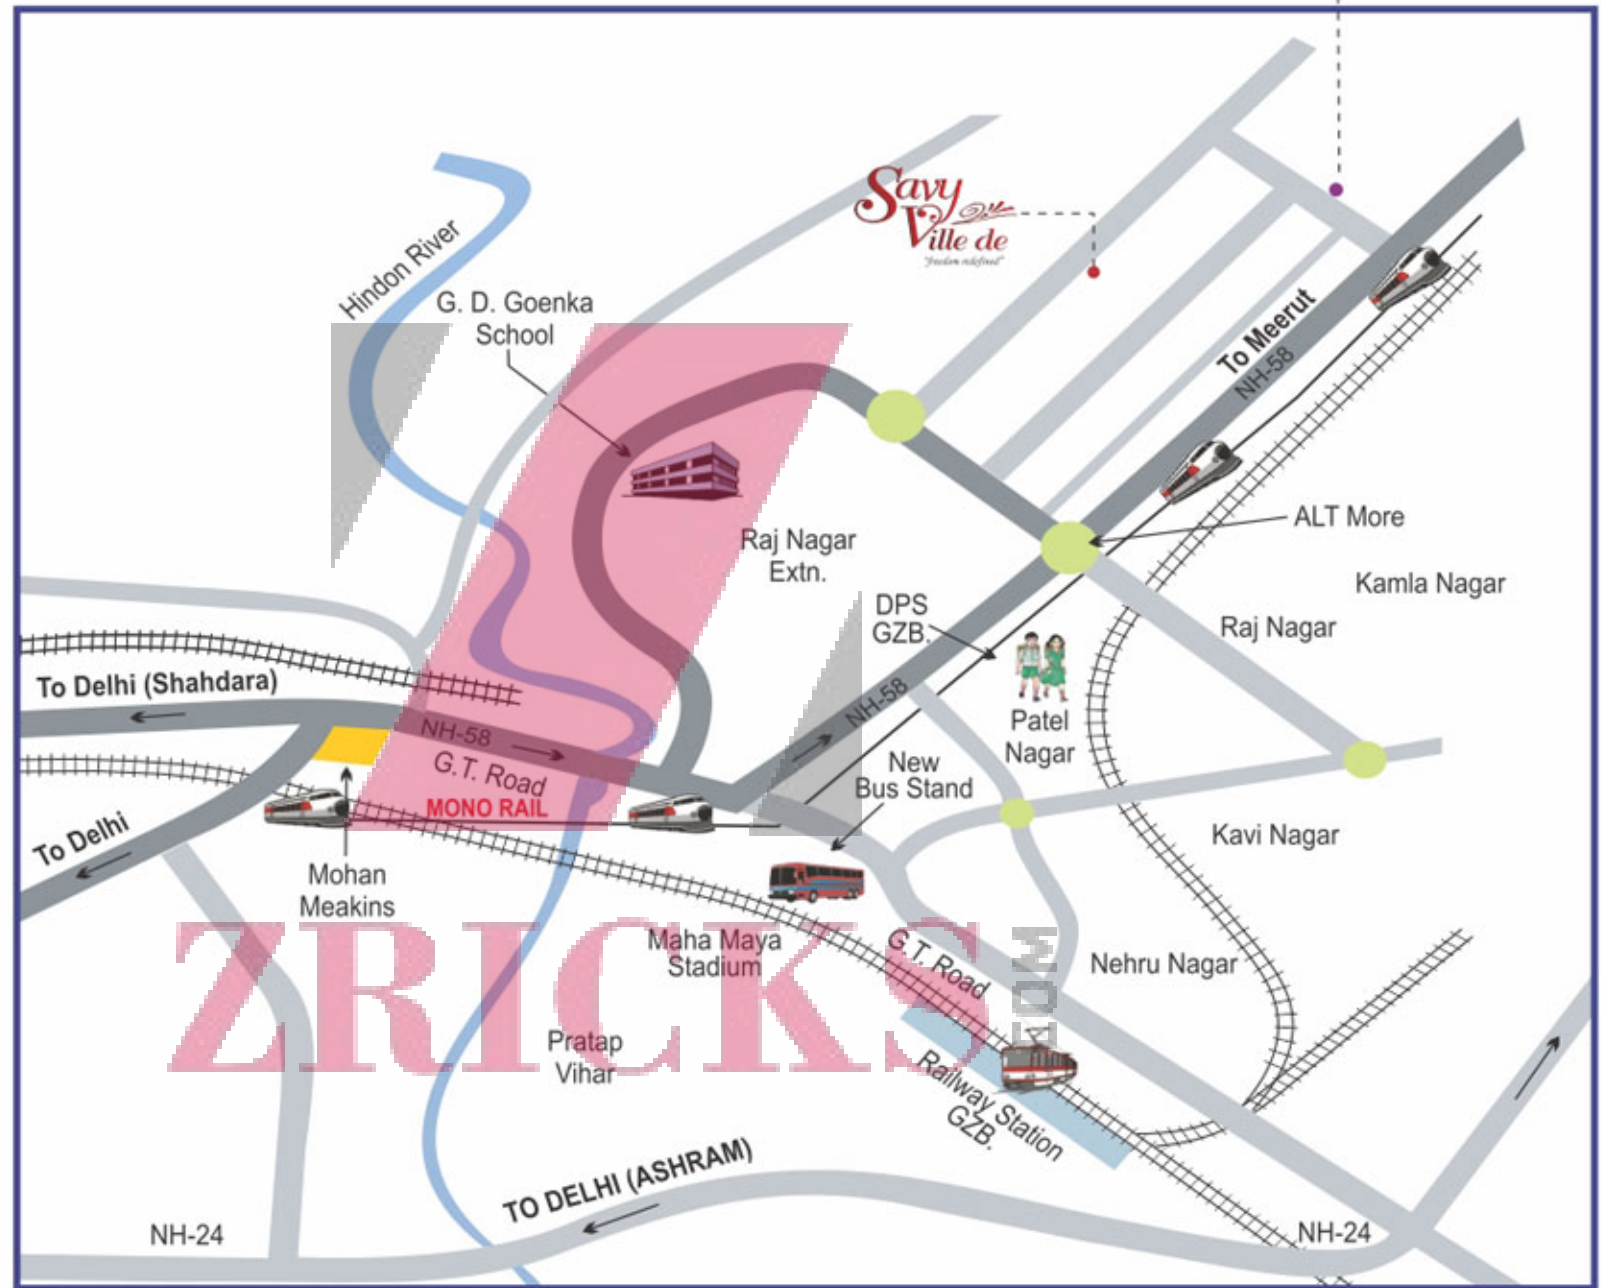 Savy
Ville de
"freedom redefined"
Hindon River
G. D. Goenka
School
To Meerut
NH-58
ALT More
Raj Nagar
Extn.
Kamla Nagar
DPS
GZB.
Raj Nagar
To Delhi (Shahdara)
NH-58
Patel
Nagar
NH-58
G.T. Road
MONO RAIL
New
Bus Stand
To Delhi
Kavi Nagar
Mohan
Meakins
ZRICKS
.COM
Maha Maya
Stadium
G.T. Road
Nehru Nagar
Pratap
Vihar
Railway Station
GZB.
TO DELHI (ASHRAM)
NH-24
NH-24